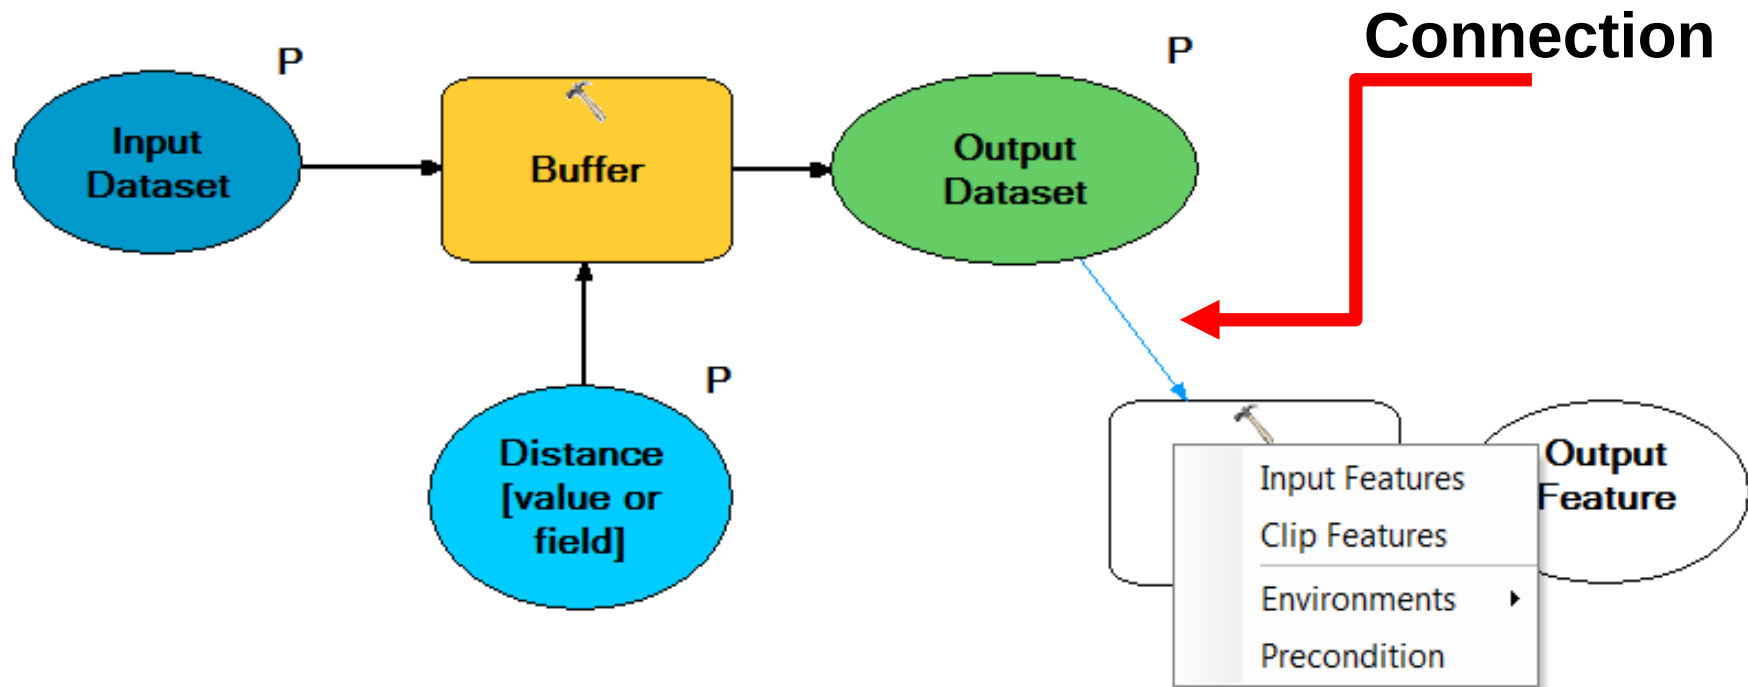 Connection
P
P
Input
Dataset
Buffer
Output
Dataset
P
Distance
[value or
field]
Input Features
Clip Features
Environments
Precondition
Output
Feature